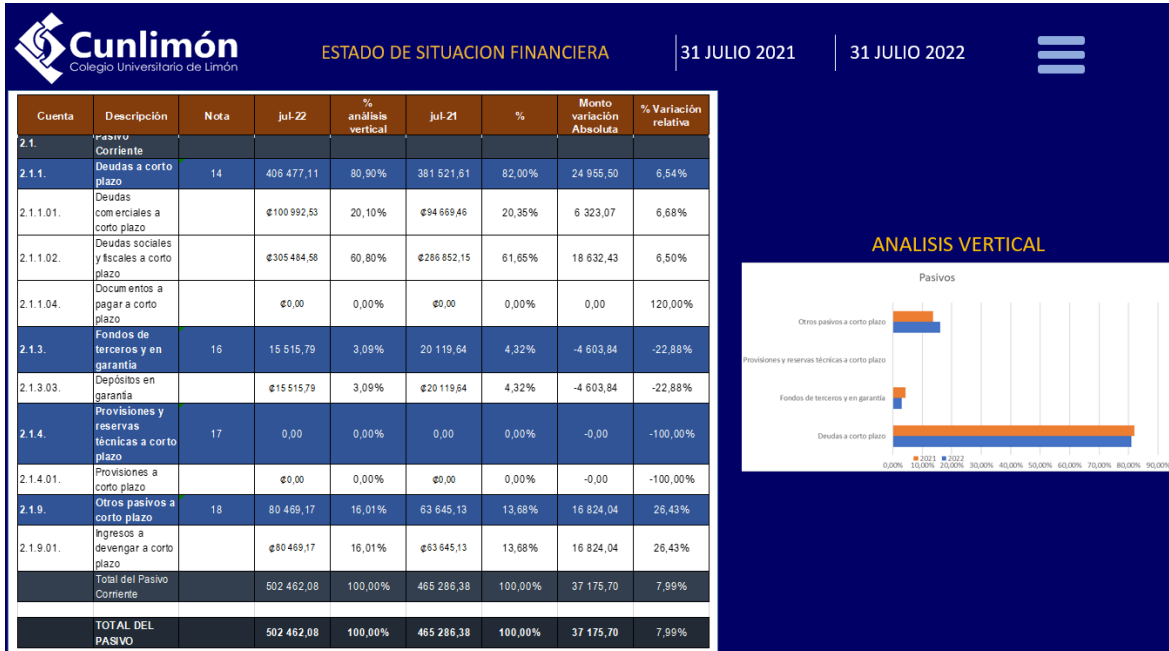 Cunlimón
Colegio Universitario de Limón
ESTADO DE SITUACION FINANCIERA
31 JULIO 2021
31 JULIO 2022
Cuenta Descripción Nota jul-22 % análisis vertical jul-21 % Monto variación Absoluta % Variación relativa
2.1. Pasivo Corriente
2.1.1. Deudas a corto plazo 14 406 477,11 80,90% 381 521,61 82,00% 24 955,50 6,54%
2.1.1.01. Deudas comerciales a corto plazo ₡100 992,53 20,10% ₡94 669,46 20,35% 6 323,07 6,68%
2.1.1.02. Deudas sociales y fiscales a corto plazo ₡305 484,58 60,80% ₡286 852,15 61,65% 18 632,43 6,50%
2.1.1.04. Documentos a pagar a corto plazo ₡0,00 0,00% ₡0,00 0,00% 0,00 120,00%
2.1.3. Fondos de terceros y en garantía 16 15 515,79 3,09% 20 119,64 4,32% -4 603,84 -22,88%
2.1.3.03. Depósitos en garantía ₡15 515,79 3,09% ₡20 119,64 4,32% -4 603,84 -22,88%
2.1.4. Provisiones y reservas técnicas a corto plazo 17 0,00 0,00% 0,00 0,00% -0,00 -100,00%
2.1.4.01. Provisiones a corto plazo ₡0,00 0,00% ₡0,00 0,00% -0,00 -100,00%
2.1.9. Otros pasivos a corto plazo 18 80 469,17 16,01% 63 645,13 13,68% 16 824,04 26,43%
2.1.9.01. Ingresos a devengar a corto plazo ₡80 469,17 16,01% ₡63 645,13 13,68% 16 824,04 26,43%
Total del Pasivo Corriente 502 462,08 100,00% 465 286,38 100,00% 37 175,70 7,99%
TOTAL DEL PASIVO 502 462,08 100,00% 465 286,38 100,00% 37 175,70 7,99%
ANALISIS VERTICAL
Pasivos
Otros pasivos a corto plazo
Provisiones y reservas técnicas a corto plazo
Fondos de terceros y en garantía
Deudas a corto plazo
2021 2022
0,00% 10,00% 20,00% 30,00% 40,00% 50,00% 60,00% 70,00% 80,00% 90,00%